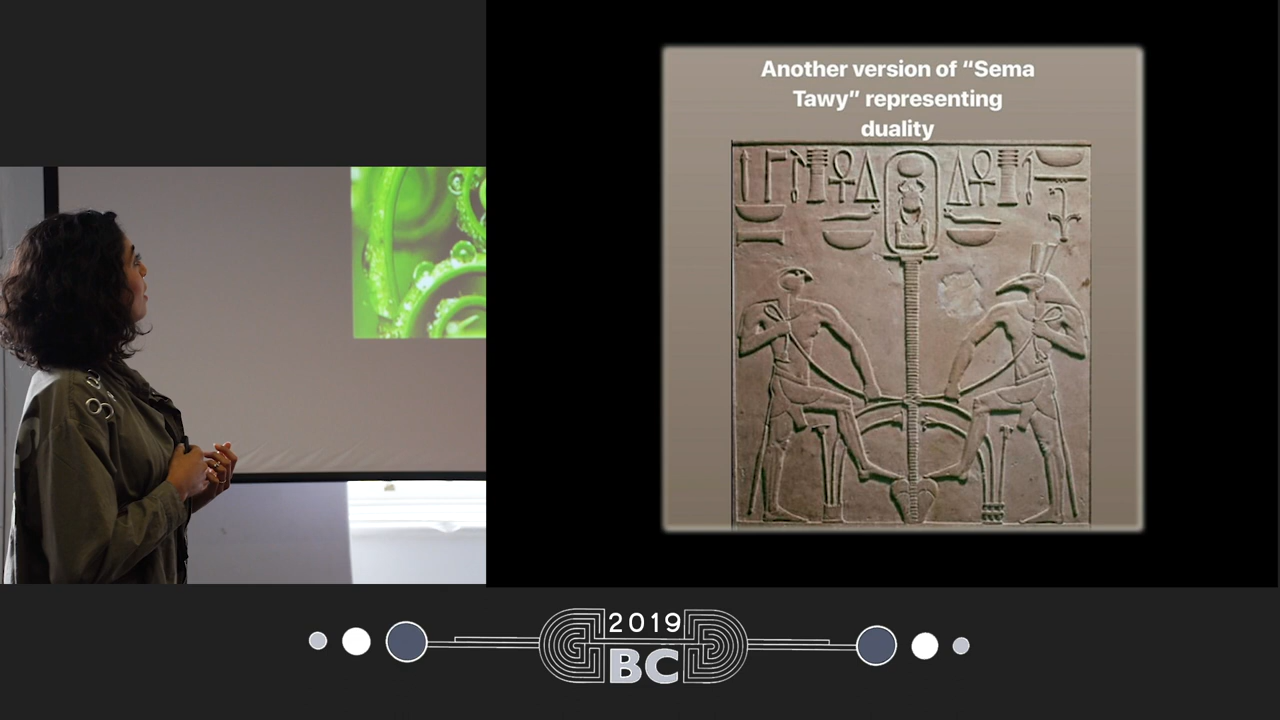 Another version of “Sema
Tawy” representing
duality
2019
BC